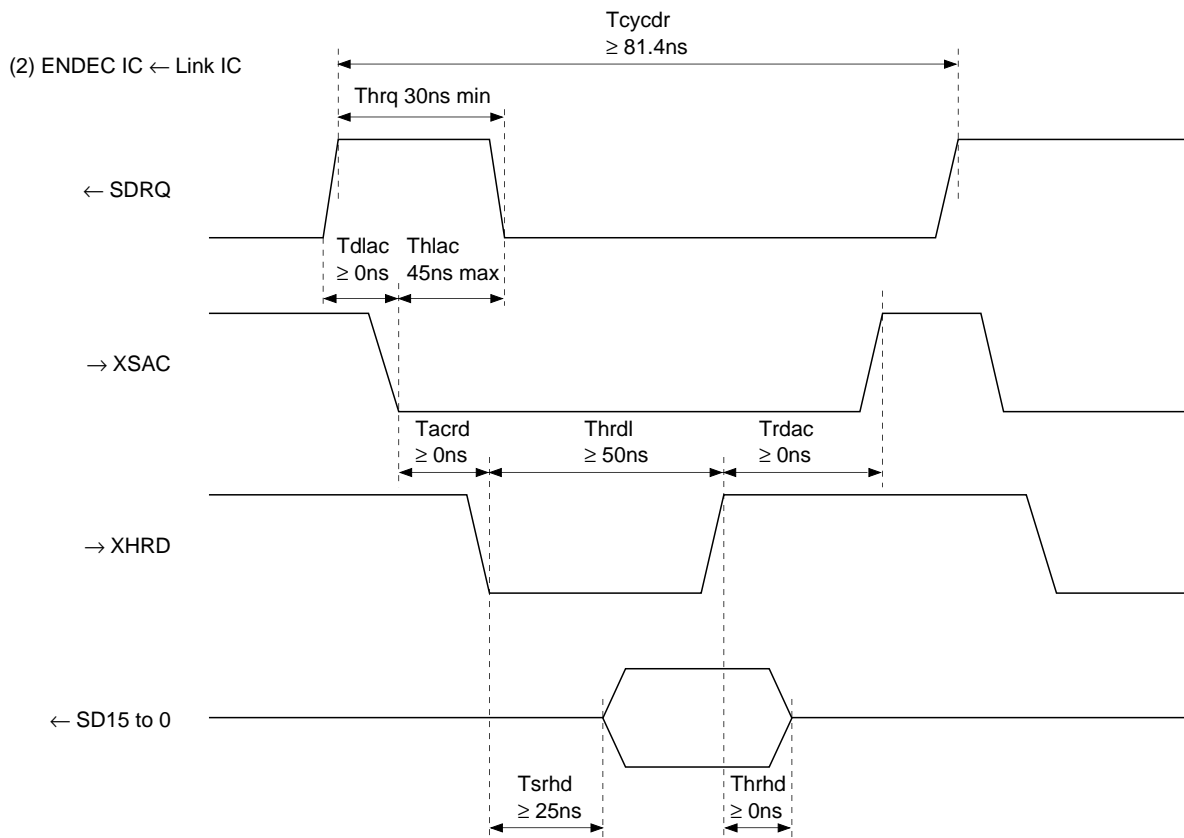 Tcycdr
≥ 81.4ns
(2) ENDEC IC ← Link IC
Thrq 30ns min
← SDRQ
Tdlac
≥ 0ns
Thlac
45ns max
→ XSAC
Tacrd
≥ 0ns
Thrdl
≥ 50ns
Trdac
≥ 0ns
→ XHRD
← SD15 to 0
Tsrhd
≥ 25ns
Thrhd
≥ 0ns